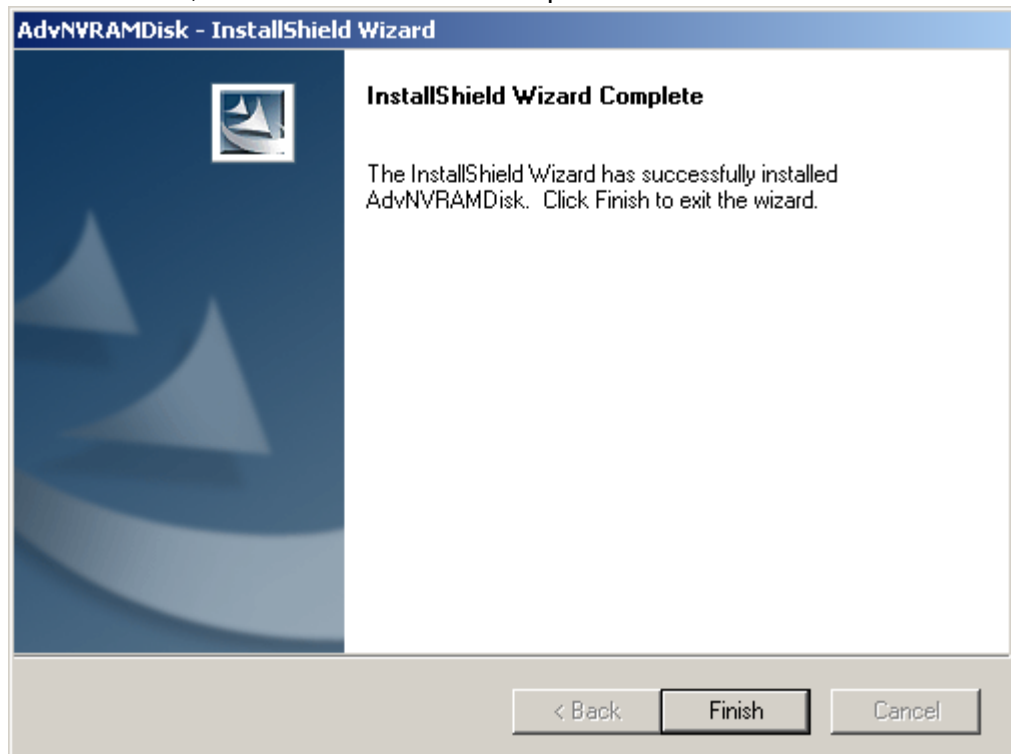 AdvNVRAMDisk - InstallShield Wizard
InstallShield Wizard Complete
The InstallShield Wizard has successfully installed
AdvNVRAMDisk. Click Finish to exit the wizard.
< Back
Finish
Cancel